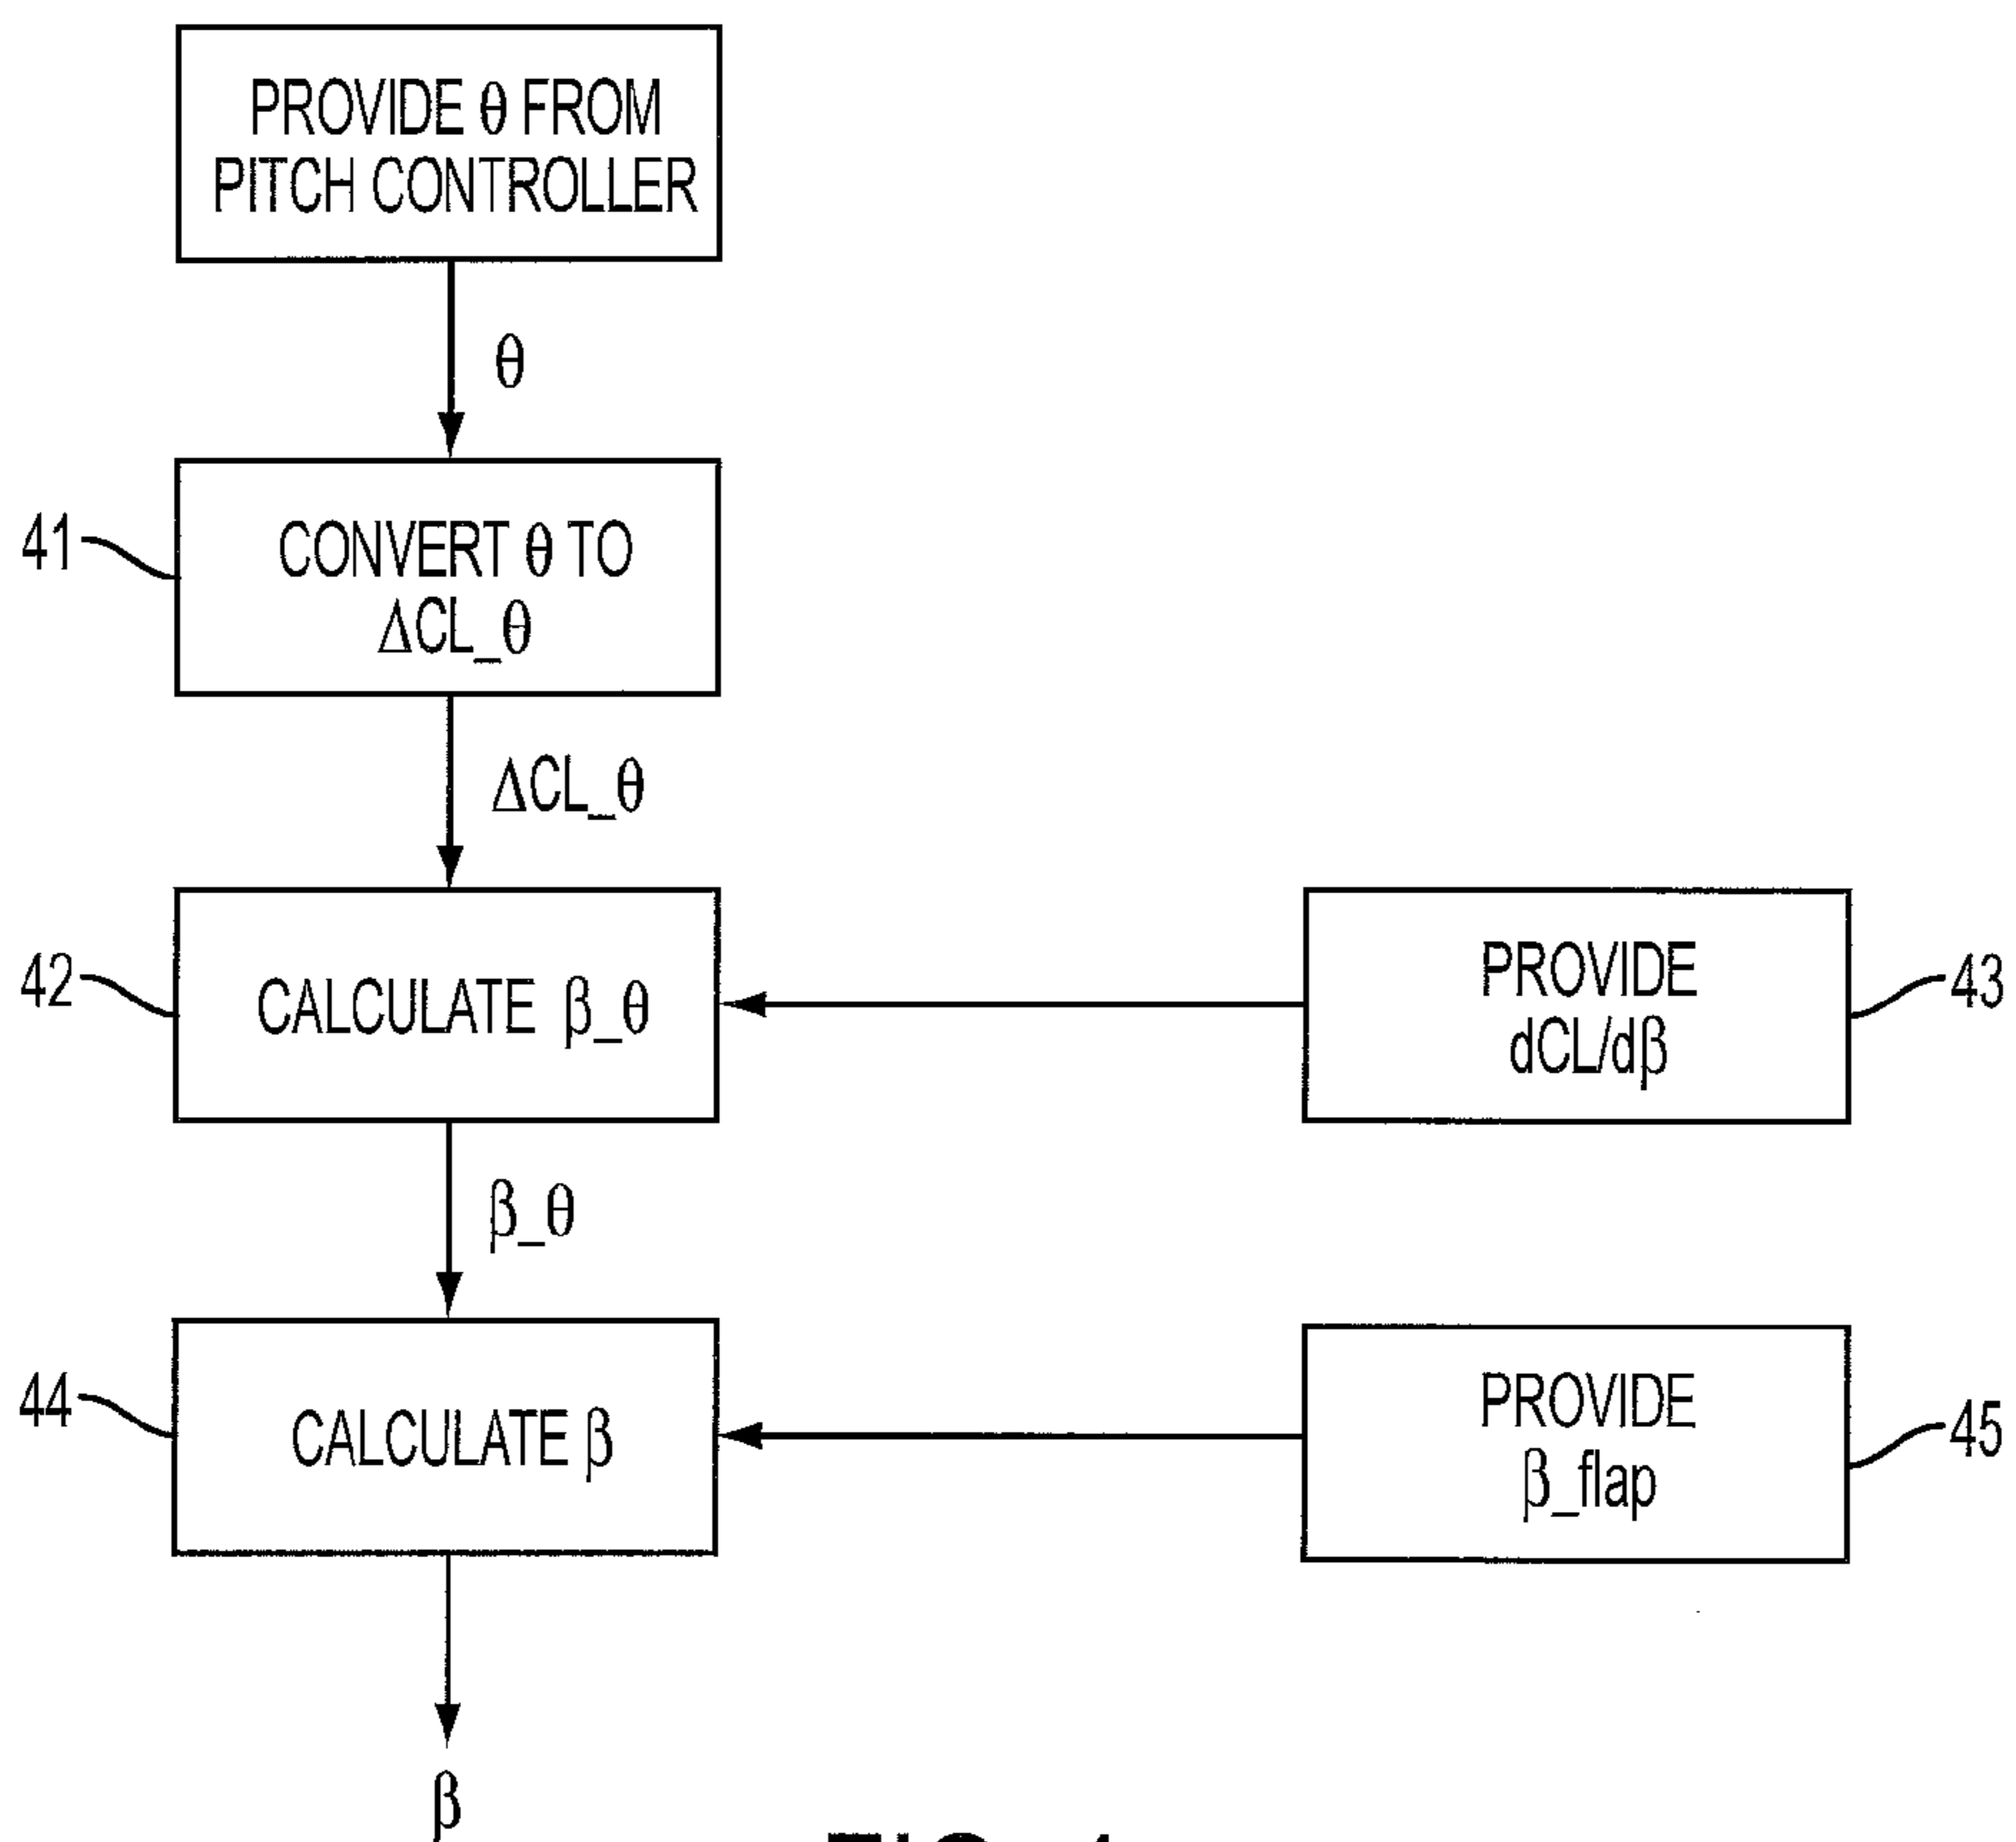 PROVIDE θ FROM
PITCH CONTROLLER
θ
41
CONVERT θ TO
ΔCL_θ
ΔCL_θ
42
CALCULATE β_θ
PROVIDE
dCL/dβ
43
β_θ
44
CALCULATE β
PROVIDE
β_flap
45
β